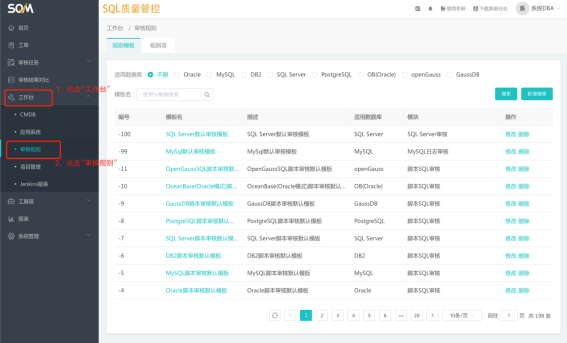 SQM
SQL质量管控
使用手册
下载测评日志
系统DBA
首页
工单
审核任务
审核结果对比
工作台
1、点击“工作台”
CMDB
应用系统
审核规则
2、点击“审核规则”
项目管理
Jenkins报表
工具箱
报表
系统管理
工作台 / 审核规则
规则模板
规则项
适用数据库 不限 Oracle MySQL DB2 SQL Server PostgreSQL OB(Oracle) openGauss GaussDB
模板名： 使用%模糊搜索 搜索 新增模板
编号 模板名 描述 适用数据库 模块 操作
-100 SQL Server默认审核模板 SQL Server默认审核模板 SQL Server SQL Server审核 修改 删除
-99 MySql默认审核模板 MySql默认审核模板 MySQL MySQL日志审核 修改 删除
-11 OpenGaussSQL脚本审核默... OpenGaussSQL脚本审核默认模板 openGauss 脚本SQL审核 修改 删除
-10 OceanBase(Oracle模式)脚... OceanBase(Oracle模式)脚本审核默认... OB(Oracle) 脚本SQL审核 修改 删除
-9 GaussDB脚本审核默认模板 GaussDB脚本审核默认模板 GaussDB 脚本SQL审核 修改 删除
-8 PostgreSQL脚本审核默认... PostgreSQL脚本审核默认模板 PostgreSQL 脚本SQL审核 修改 删除
-7 SQL Server脚本审核默认模... SQL Server脚本审核默认模板 SQL Server 脚本SQL审核 修改 删除
-6 DB2脚本审核默认模板 DB2脚本审核默认模板 DB2 脚本SQL审核 修改 删除
-5 MySQL脚本审核默认模板 MySQL脚本审核默认模板 MySQL 脚本SQL审核 修改 删除
-4 Oracle脚本审核默认模板 Oracle脚本审核默认模板 Oracle 脚本SQL审核 修改 删除
1 2 3 4 5 6 ••• 20 10条/页 前往 1 页 共 198 条